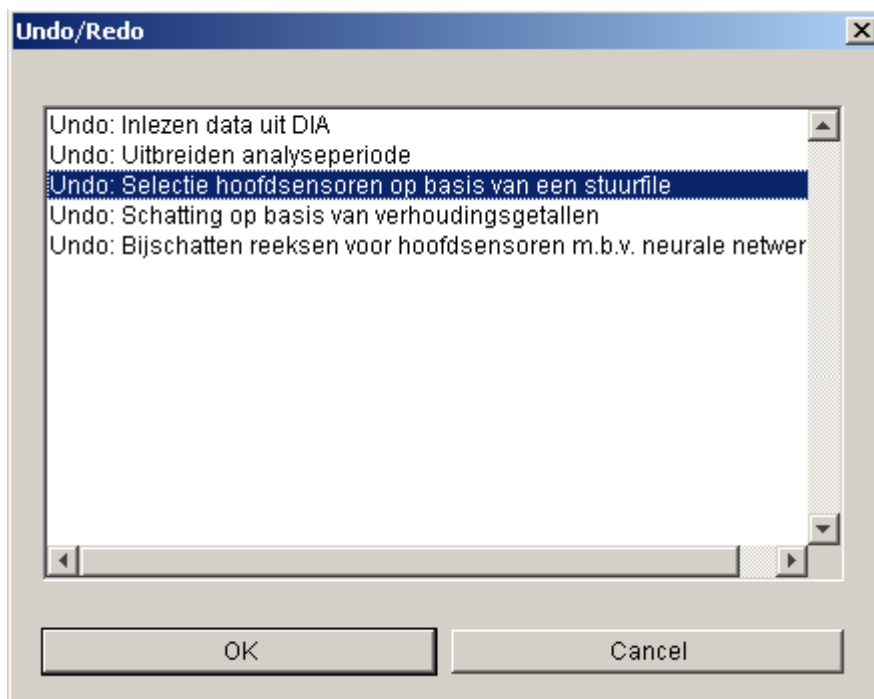 Undo/Redo
Undo: Inlezen data uit DIA
Undo: Uitbreiden analyseperiode
Undo: Selectie hoofdsensoren op basis van een stuurfile
Undo: Schatting op basis van verhoudingsgetallen
Undo: Bijschatten reeksen voor hoofdsensoren m.b.v. neurale netwer
OK
Cancel